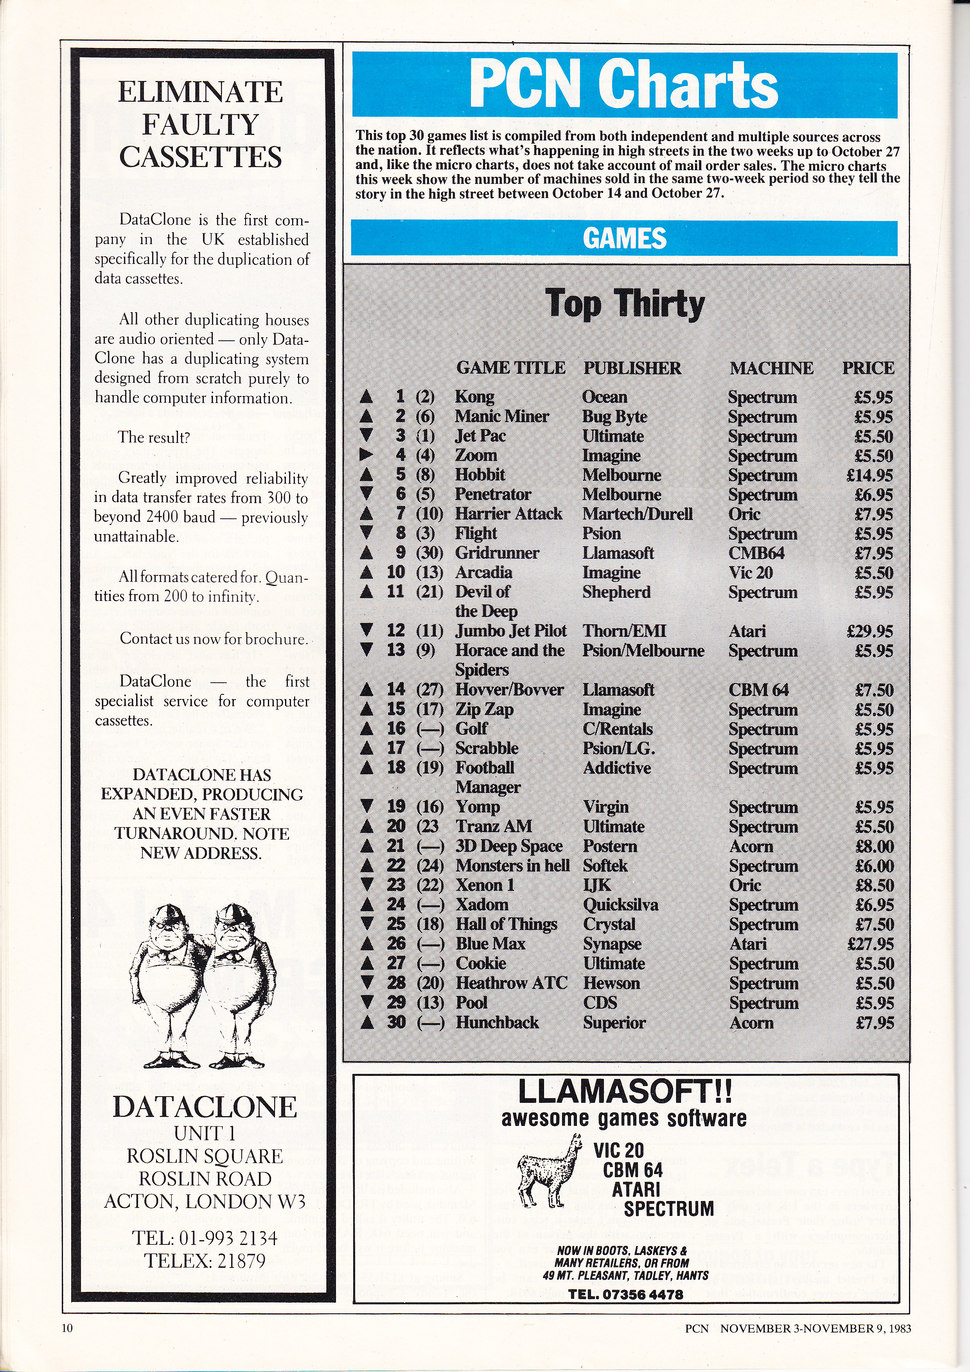 ELIMINATE
FAULTY
CASSETTES
DataClone is the first com-
pany in the UK established
specifically for the duplication of
data cassettes.
All other duplicating houses
are audio oriented — only Data-
Clone has a duplicating system
designed from scratch purely to
handle computer information.
The result?
Greatly improved reliability
in data transfer rates from 300 to
beyond 2400 baud — previously
unattainable.
All formats catered for. Quan-
tities from 200 to infinity.
Contact us now for brochure.
DataClone — the first
specialist service for computer
cassettes.
DATACLONE HAS
EXPANDED, PRODUCING
AN EVEN FASTER
TURNAROUND. NOTE
NEW ADDRESS.
DATACLONE
UNIT 1
ROSLIN SQUARE
ROSLIN ROAD
ACTON, LONDON W3
TEL: 01-993 2134
TELEX: 21879
PCN Charts
This top 30 games list is compiled from both independent and multiple sources across
the nation. It reflects what's happening in high streets in the two weeks up to October 27
and, like the micro charts, does not take account of mail order sales. The micro charts
this week show the number of machines sold in the same two-week period so they tell the
story in the high street between October 14 and October 27.
GAMES
Top Thirty
GAME TITLE PUBLISHER MACHINE PRICE
▲ 1 (2) Kong Ocean Spectrum £5.95
▲ 2 (6) Manic Miner Bug Byte Spectrum £5.95
▼ 3 (1) Jet Pac Ultimate Spectrum £5.50
▶ 4 (4) Zoom Imagine Spectrum £5.50
▲ 5 (8) Hobbit Melbourne Spectrum £14.95
▼ 6 (5) Penetrator Melbourne Spectrum £6.95
▲ 7 (10) Harrier Attack Martech/Durell Oric £7.95
▼ 8 (3) Flight Psion Spectrum £5.95
▲ 9 (30) Gridrunner Llamasoft CMB64 £7.95
▲ 10 (13) Arcadia Imagine Vic 20 £5.50
▲ 11 (21) Devil of Shepherd Spectrum £5.95
the Deep
▼ 12 (11) Jumbo Jet Pilot Thorn/EMI Atari £29.95
▼ 13 (9) Horace and the Psion/Melbourne Spectrum £5.95
Spiders
▲ 14 (27) Hovver/Bovver Llamasoft CBM 64 £7.50
▲ 15 (17) Zip Zap Imagine Spectrum £5.50
▲ 16 (—) Golf C/Rentals Spectrum £5.95
▲ 17 (—) Scrabble Psion/LG. Spectrum £5.95
▲ 18 (19) Football Addictive Spectrum £5.95
Manager
▼ 19 (16) Yomp Virgin Spectrum £5.95
▲ 20 (23 Tranz AM Ultimate Spectrum £5.50
▲ 21 (—) 3D Deep Space Postern Acorn £8.00
▲ 22 (24) Monsters in hell Softek Spectrum £6.00
▼ 23 (22) Xenon 1 IJK Oric £8.50
▲ 24 (—) Xadom Quicksilva Spectrum £6.95
▼ 25 (18) Hall of Things Crystal Spectrum £7.50
▲ 26 (—) Blue Max Synapse Atari £27.95
▲ 27 (—) Cookie Ultimate Spectrum £5.50
▼ 28 (20) Heathrow ATC Hewson Spectrum £5.50
▼ 29 (13) Pool CDS Spectrum £5.95
▲ 30 (—) Hunchback Superior Acorn £7.95
LLAMASOFT!!
awesome games software
VIC 20
CBM 64
ATARI
SPECTRUM
NOW IN BOOTS, LASKEYS &
MANY RETAILERS, OR FROM
49 MT. PLEASANT, TADLEY, HANTS
TEL. 07356 4478
10
PCN NOVEMBER 3-NOVEMBER 9, 1983